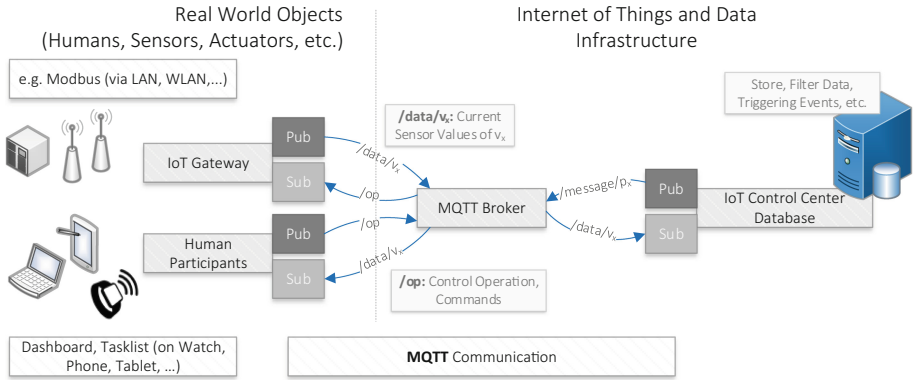 Real World Objects
(Humans, Sensors, Actuators, etc.)
Internet of Things and Data
Infrastructure
e.g. Modbus (via LAN, WLAN,...)
Store, Filter Data,
Triggering Events, etc.
/data/vₓ: Current
Sensor Values of vₓ
Pub
IoT Gateway
Sub
/data/vₓ
/op
MQTT Broker
/message/pₓ
Pub
IoT Control Center
Database
Sub
/data/vₓ
Pub
Human
Participants
Sub
/op
/data/vₓ
/op: Control Operation,
Commands
Dashboard, Tasklist (on Watch,
Phone, Tablet, …)
MQTT Communication